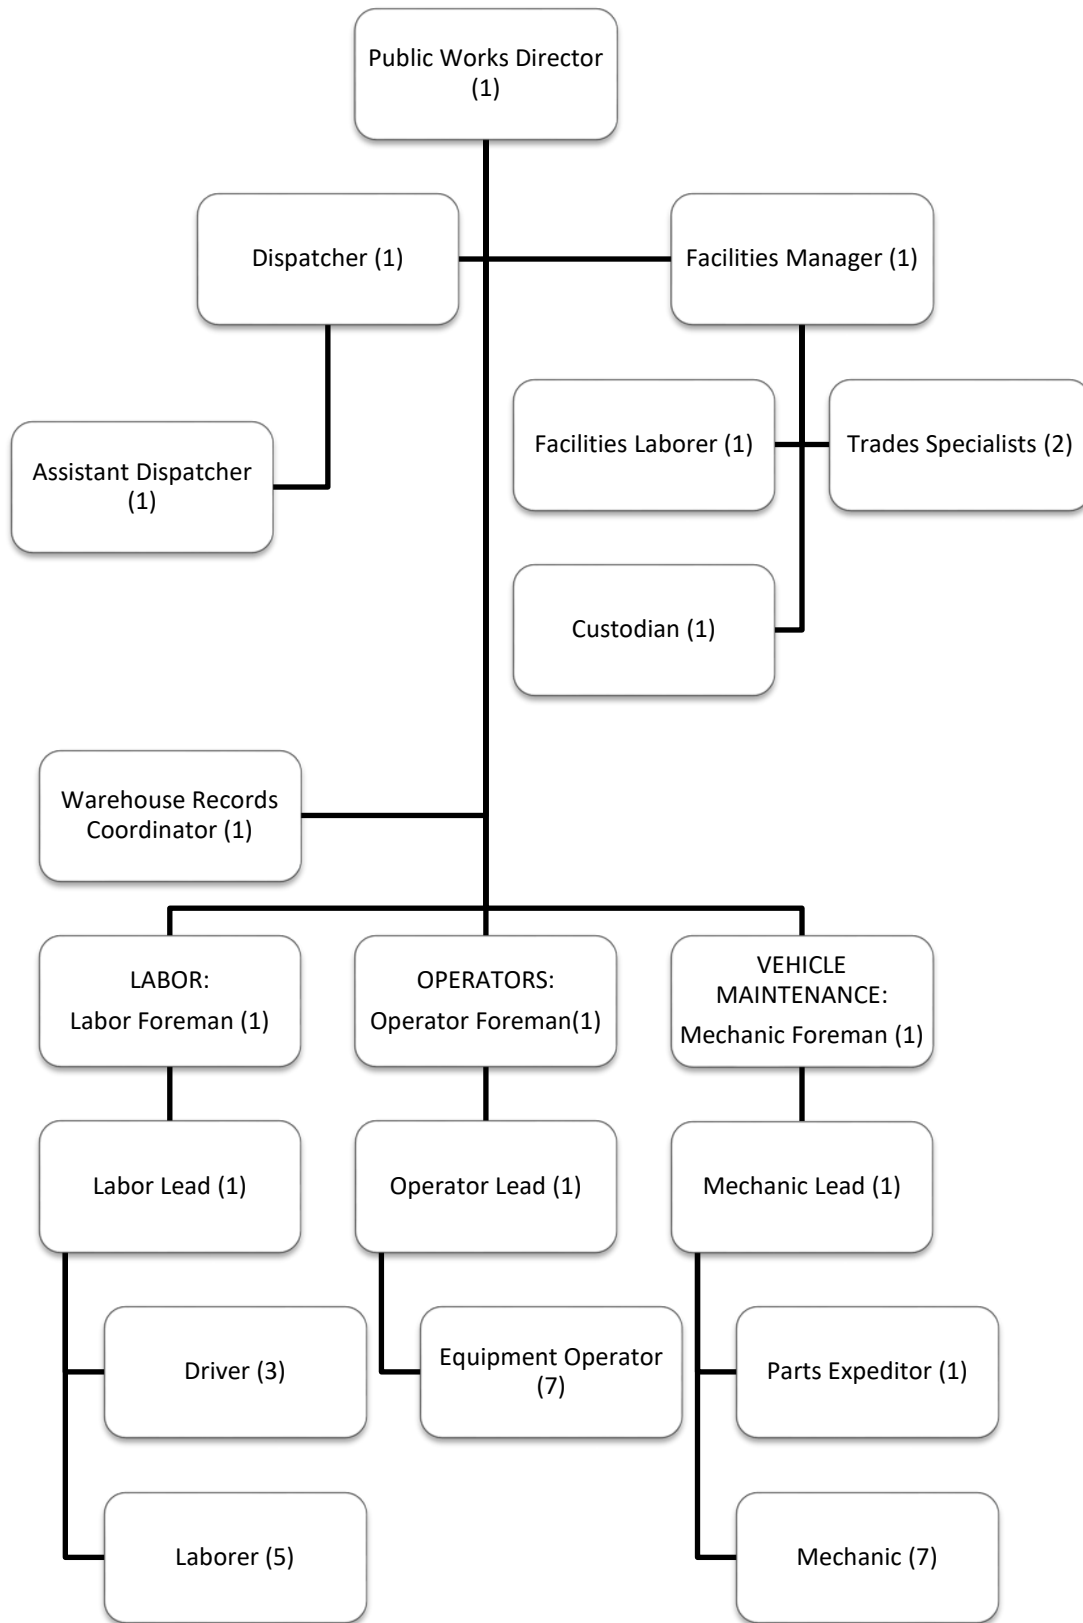 Public Works Director
(1)
Dispatcher (1)
Facilities Manager (1)
Facilities Laborer (1)
Trades Specialists (2)
Assistant Dispatcher
(1)
Custodian (1)
Warehouse Records
Coordinator (1)
LABOR:
Labor Foreman (1)
OPERATORS:
Operator Foreman(1)
VEHICLE
MAINTENANCE:
Mechanic Foreman (1)
Labor Lead (1)
Operator Lead (1)
Mechanic Lead (1)
Driver (3)
Equipment Operator
(7)
Parts Expeditor (1)
Laborer (5)
Mechanic (7)